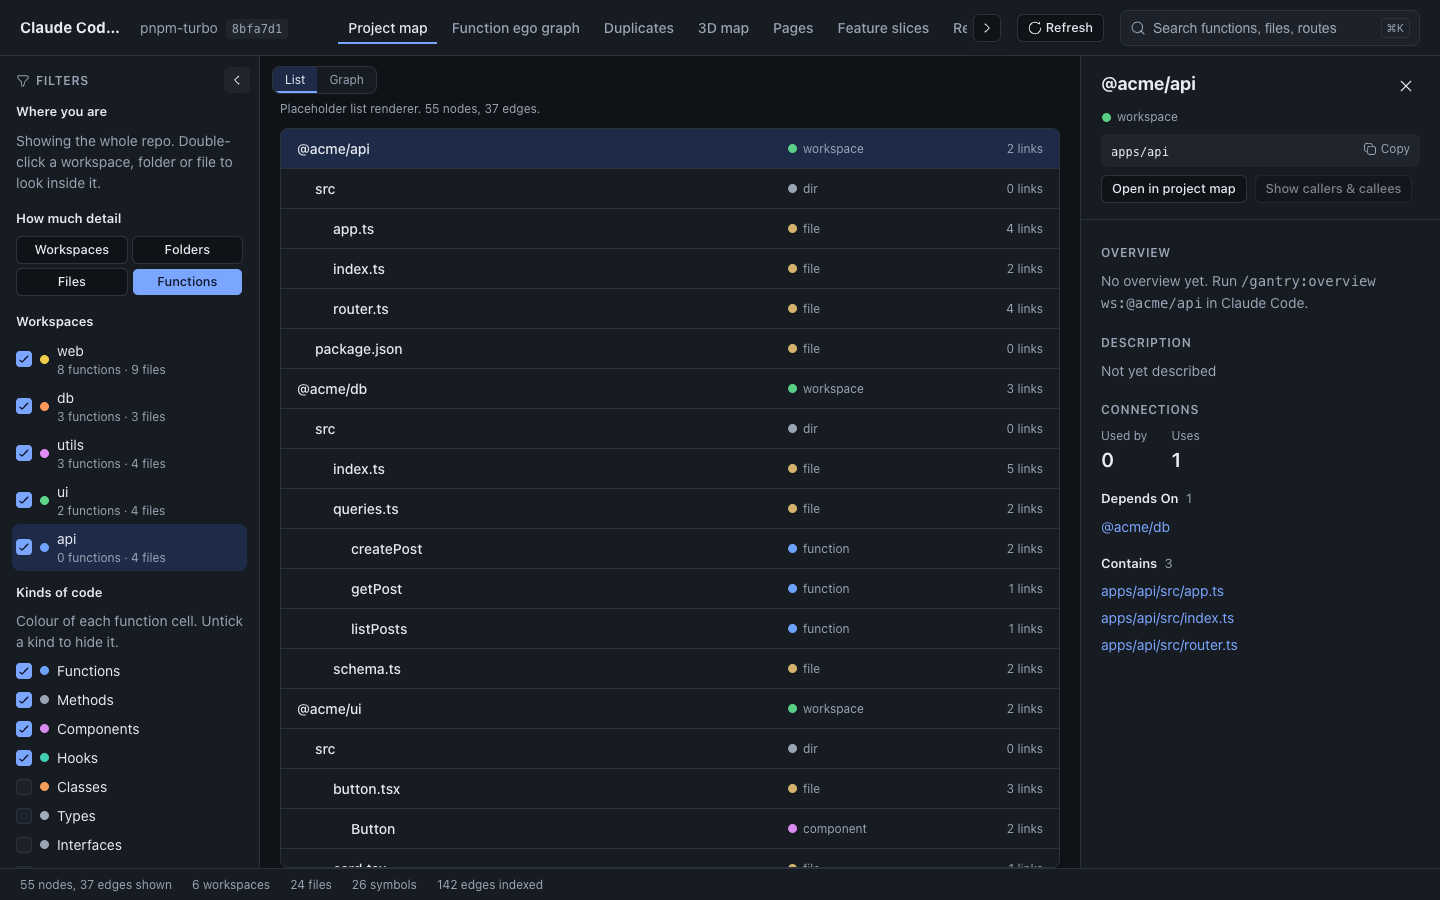 Claude Cod...
pnpm-turbo 8bfa7d1
Project map
Function ego graph
Duplicates
3D map
Pages
Feature slices
Re
Refresh
Search functions, files, routes ⌘K
FILTERS
Where you are
Showing the whole repo. Double-
click a workspace, folder or file to
look inside it.
How much detail
Workspaces
Folders
Files
Functions
Workspaces
web
8 functions · 9 files
db
3 functions · 3 files
utils
3 functions · 4 files
ui
2 functions · 4 files
api
0 functions · 4 files
Kinds of code
Colour of each function cell. Untick
a kind to hide it.
Functions
Methods
Components
Hooks
Classes
Types
Interfaces
List
Graph
Placeholder list renderer. 55 nodes, 37 edges.
@acme/api workspace 2 links
src dir 0 links
app.ts file 4 links
index.ts file 2 links
router.ts file 4 links
package.json file 0 links
@acme/db workspace 3 links
src dir 0 links
index.ts file 5 links
queries.ts file 2 links
createPost function 2 links
getPost function 1 links
listPosts function 1 links
schema.ts file 2 links
@acme/ui workspace 2 links
src dir 0 links
button.tsx file 3 links
Button component 2 links
@acme/api
workspace
apps/api Copy
Open in project map
Show callers & callees
OVERVIEW
No overview yet. Run /gantry:overview
ws:@acme/api in Claude Code.
DESCRIPTION
Not yet described
CONNECTIONS
Used by Uses
0 1
Depends On 1
@acme/db
Contains 3
apps/api/src/app.ts
apps/api/src/index.ts
apps/api/src/router.ts
55 nodes, 37 edges shown
6 workspaces
24 files
26 symbols
142 edges indexed